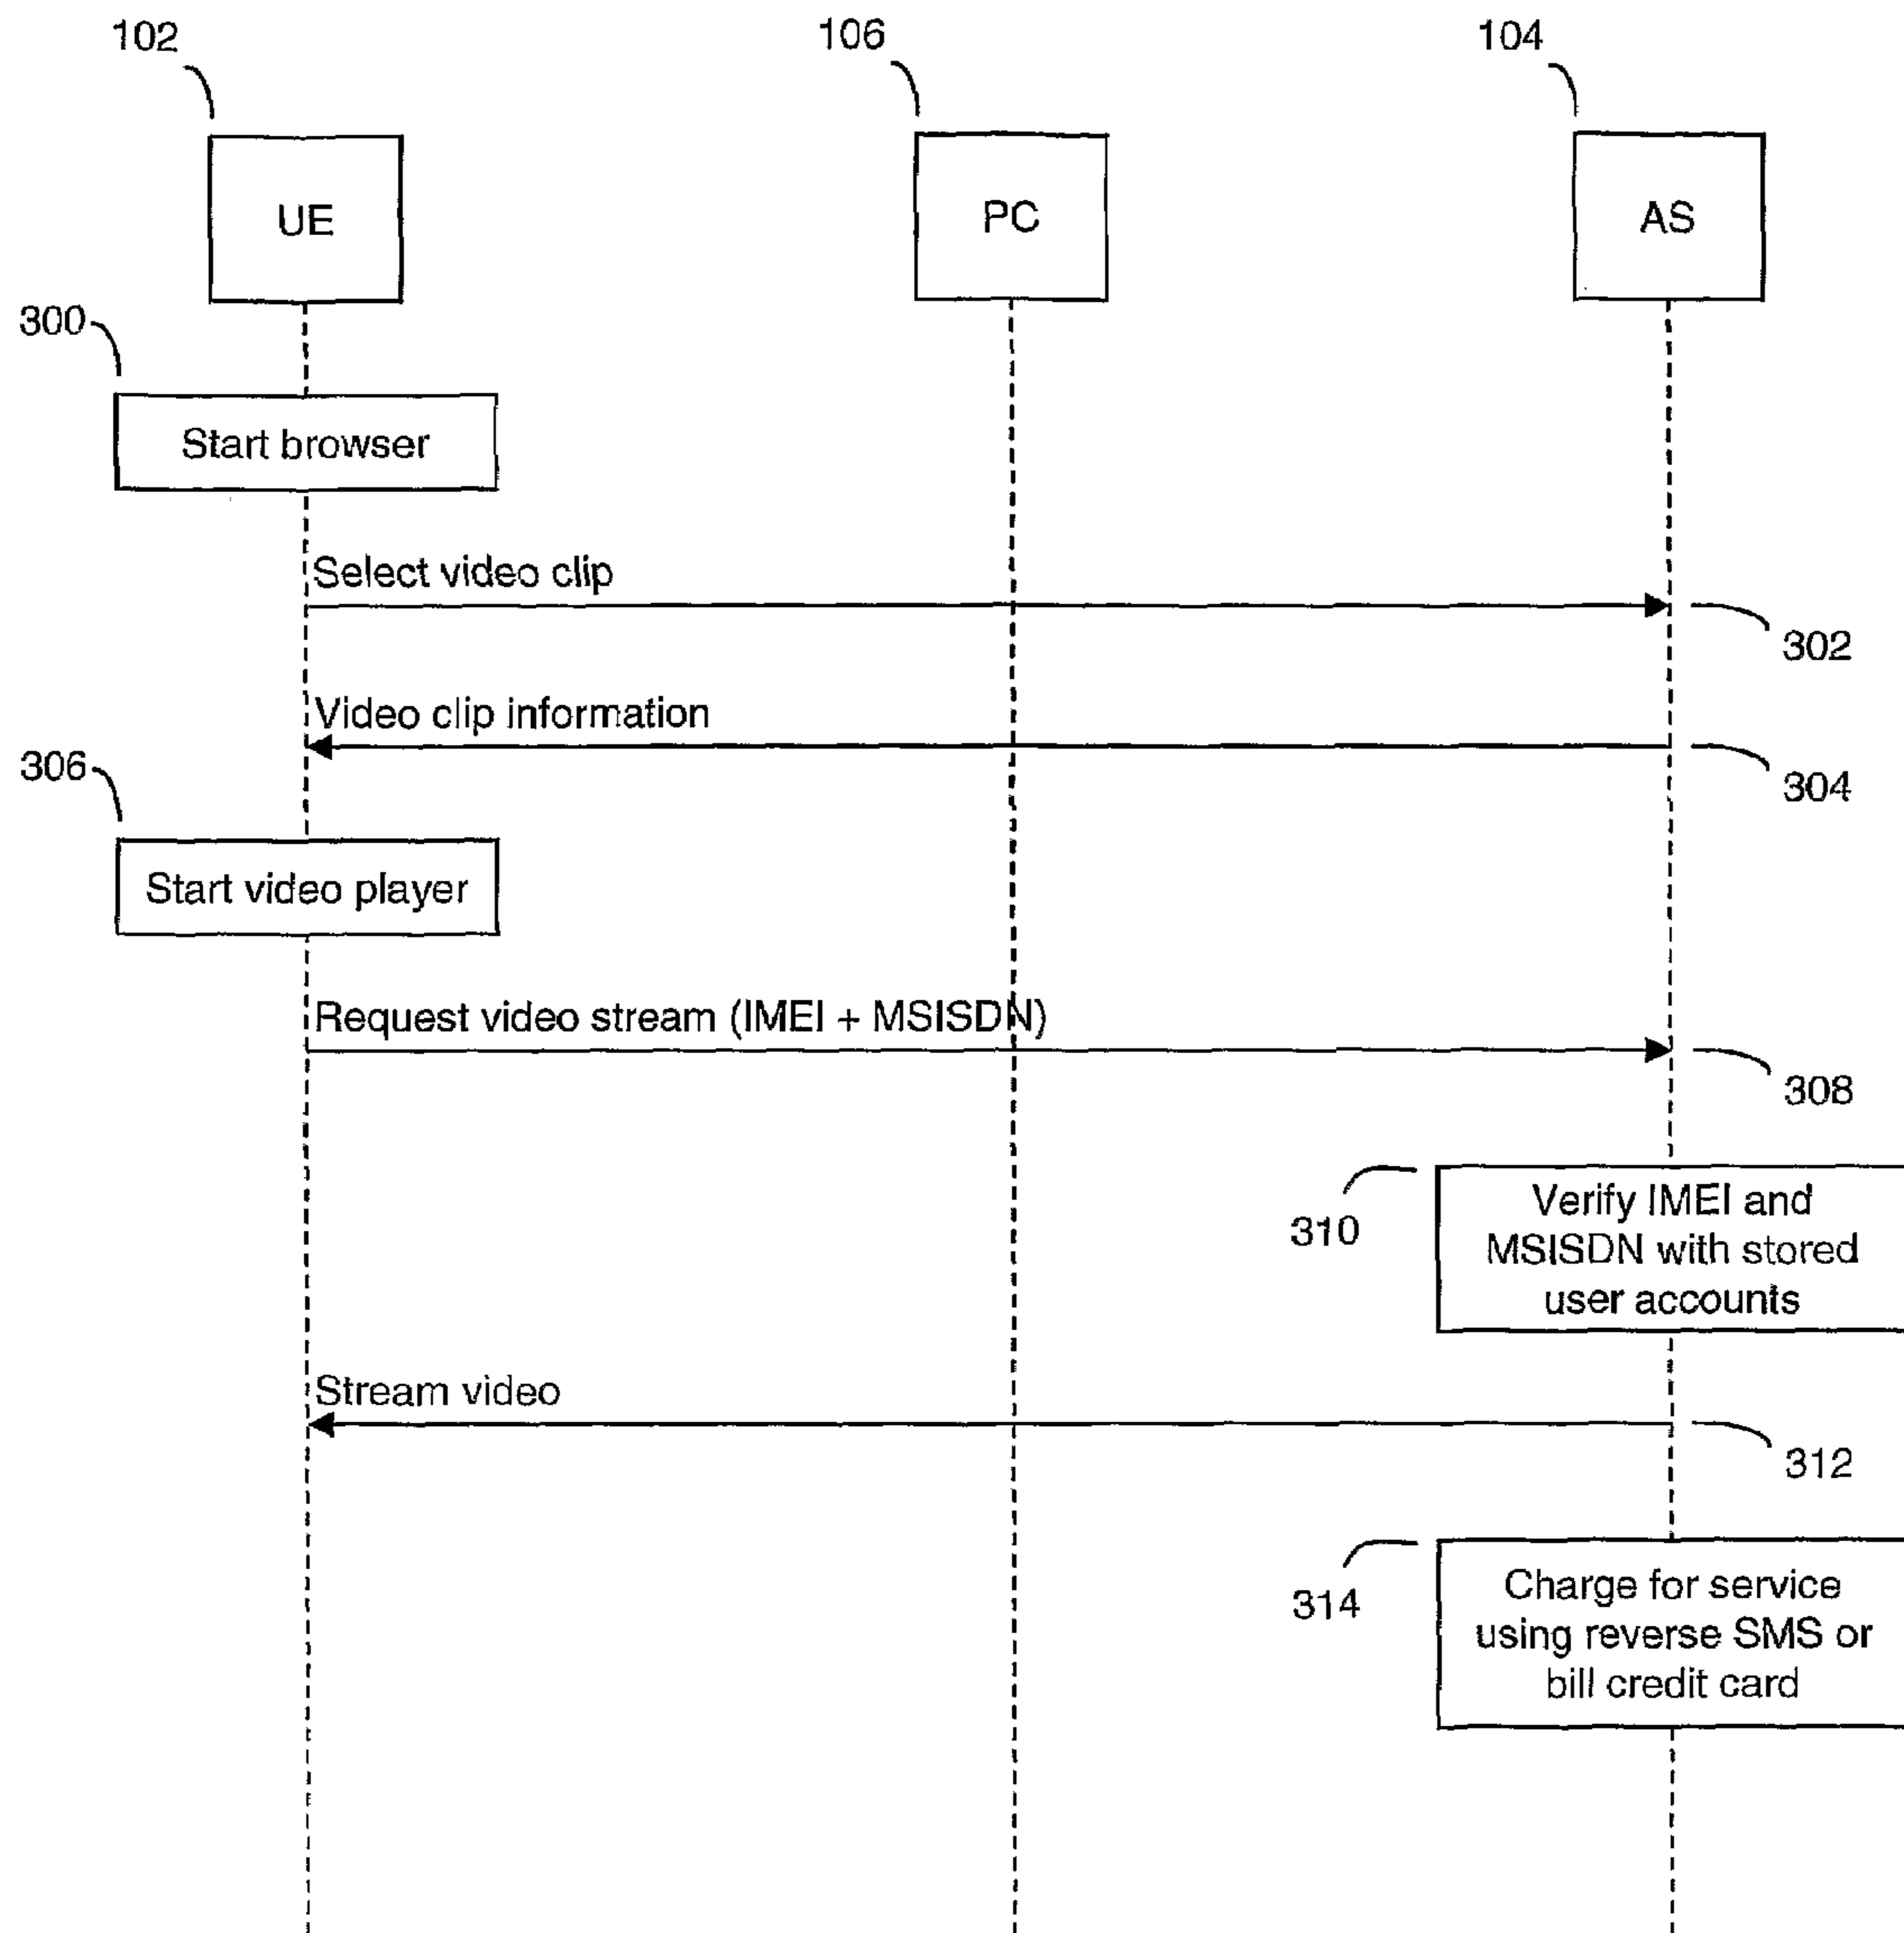 102
106
104
UE
PC
AS
300
Start browser
Select video clip
302
Video clip information
304
306
Start video player
Request video stream (IMEI + MSISDN)
308
310
Verify IMEI and
MSISDN with stored
user accounts
Stream video
312
314
Charge for service
using reverse SMS or
bill credit card